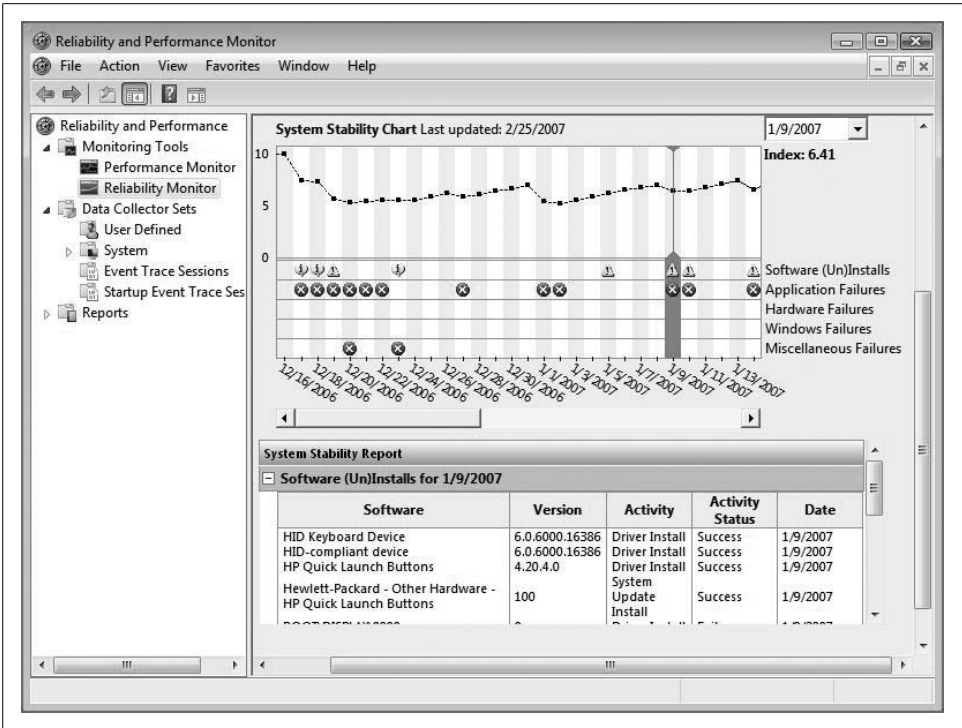 Reliability and Performance Monitor
File Action View Favorites Window Help
Reliability and Performance
Monitoring Tools
Performance Monitor
Reliability Monitor
Data Collector Sets
User Defined
System
Event Trace Sessions
Startup Event Trace Ses
Reports
System Stability Chart Last updated: 2/25/2007
1/9/2007
Index: 6.41
10
5
0
Software (Un)Installs
Application Failures
Hardware Failures
Windows Failures
Miscellaneous Failures
12/16/2006
12/18/2006
12/20/2006
12/22/2006
12/24/2006
12/26/2006
12/28/2006
12/30/2006
1/1/2007
1/3/2007
1/5/2007
1/7/2007
1/9/2007
1/11/2007
1/13/2007
System Stability Report
Software (Un)Installs for 1/9/2007
Software Version Activity Activity Status Date
HID Keyboard Device 6.0.6000.16386 Driver Install Success 1/9/2007
HID-compliant device 6.0.6000.16386 Driver Install Success 1/9/2007
HP Quick Launch Buttons 4.20.4.0 Driver Install Success 1/9/2007
Hewlett-Packard - Other Hardware - HP Quick Launch Buttons 100 System Update Install Success 1/9/2007